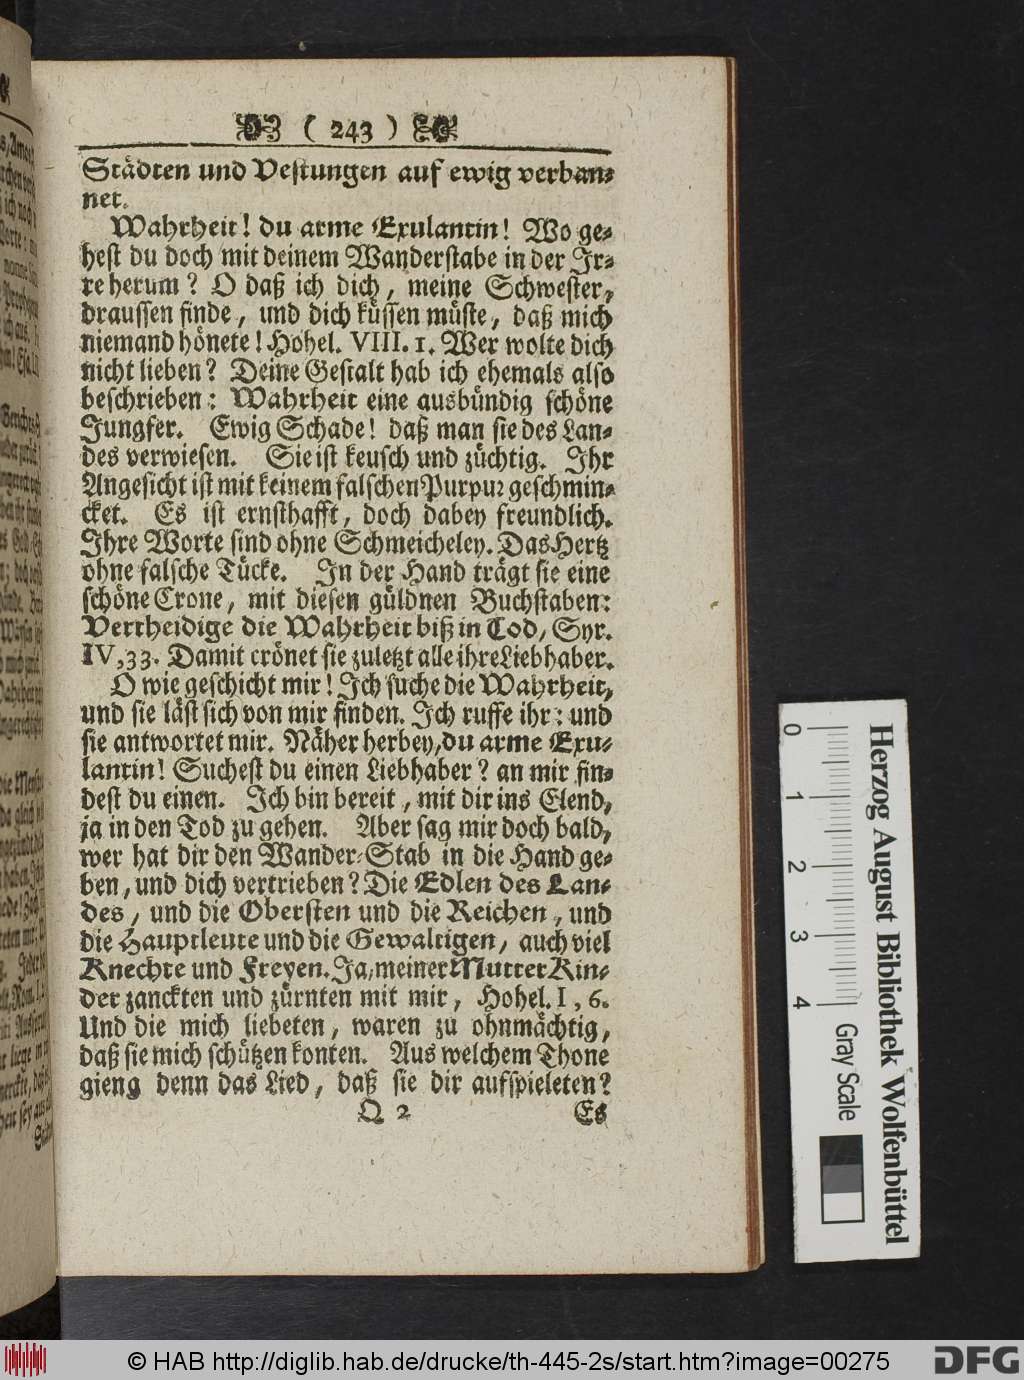 ( 243 )
Städten und Vestungen auf ewig verban-
net.
Wahrheit! du arme Exulantin! Wo ge-
hest du doch mit deinem Wanderstabe in der Ir-
re herum? O daß ich dich, meine Schwester,
draussen finde, und dich küssen müste, daß mich
niemand hönete! Hohel. VIII. 1. Wer wolte dich
nicht lieben? Deine Gestalt hab ich ehemals also
beschrieben: Wahrheit eine ausbündig schöne
Jungfer. Ewig Schade! daß man sie des Lan-
des verwiesen. Sie ist keusch und züchtig. Ihr
Angesicht ist mit keinem falschen Purpur geschmin-
cket. Es ist ernsthafft, doch dabey freundlich.
Ihre Worte sind ohne Schmeicheley. Das Hertz
ohne falsche Tücke. In der Hand trägt sie eine
schöne Crone, mit diesen güldnen Buchstaben:
Vertheidige die Wahrheit biß in Tod, Syr.
IV, 33. Damit crönet sie zuletzt alle ihre Liebhaber.
O wie geschicht mir! Ich suche die Wahrheit,
und sie läst sich von mir finden. Ich ruffe ihr: und
sie antwortet mir. Näher herbey, du arme Exu-
lantin! Suchest du einen Liebhaber? an mir fin-
dest du einen. Ich bin bereit, mit dir ins Elend,
ja in den Tod zu gehen. Aber sag mir doch bald,
wer hat dir den Wander-Stab in die Hand ge-
ben, und dich vertrieben? Die Edlen des Lan-
des, und die Obersten und die Reichen, und
die Hauptleute und die Gewaltigen, auch viel
Knechte und Freyen. Ja, meiner Mutter Kin-
der zanckten und zürnten mit mir, Hohel. I, 6.
Und die mich liebeten, waren zu ohnmächtig,
daß sie mich schützen konten. Aus welchem Thone
gieng denn das Lied, daß sie dir aufspieleten?
Q 2 Es
Herzog August Bibliothek Wolfenbüttel
0 1 2 3 4 Gray Scale
© HAB http://diglib.hab.de/drucke/th-445-2s/start.htm?image=00275
DFG